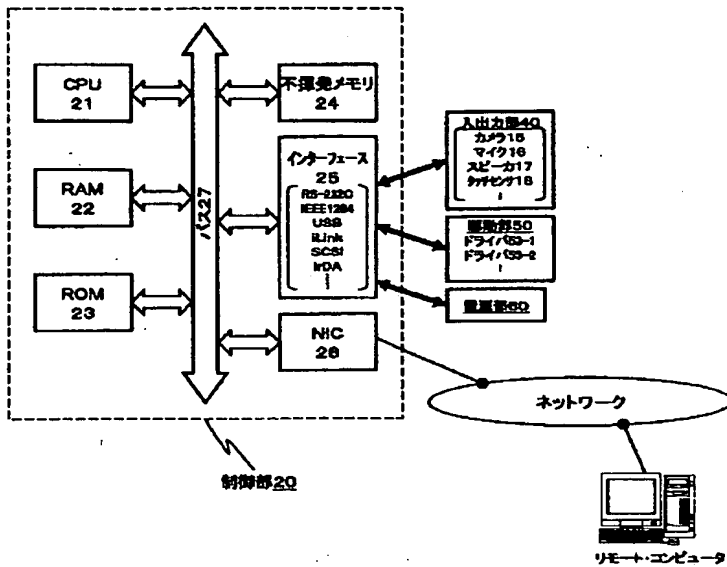 CPU
21
RAM
22
ROM
23
バス27
不揮発メモリ
24
インターフェース
25
RS-232C
IEEE1284
USB
iLink
SCSI
IrDA
NIC
26
入出力部40
カメラ15
マイク16
スピーカ17
タッチセンサ18
駆動部50
ドライバ53-1
ドライバ53-2
電源部60
ネットワーク
制御部20
リモート・コンピュータ